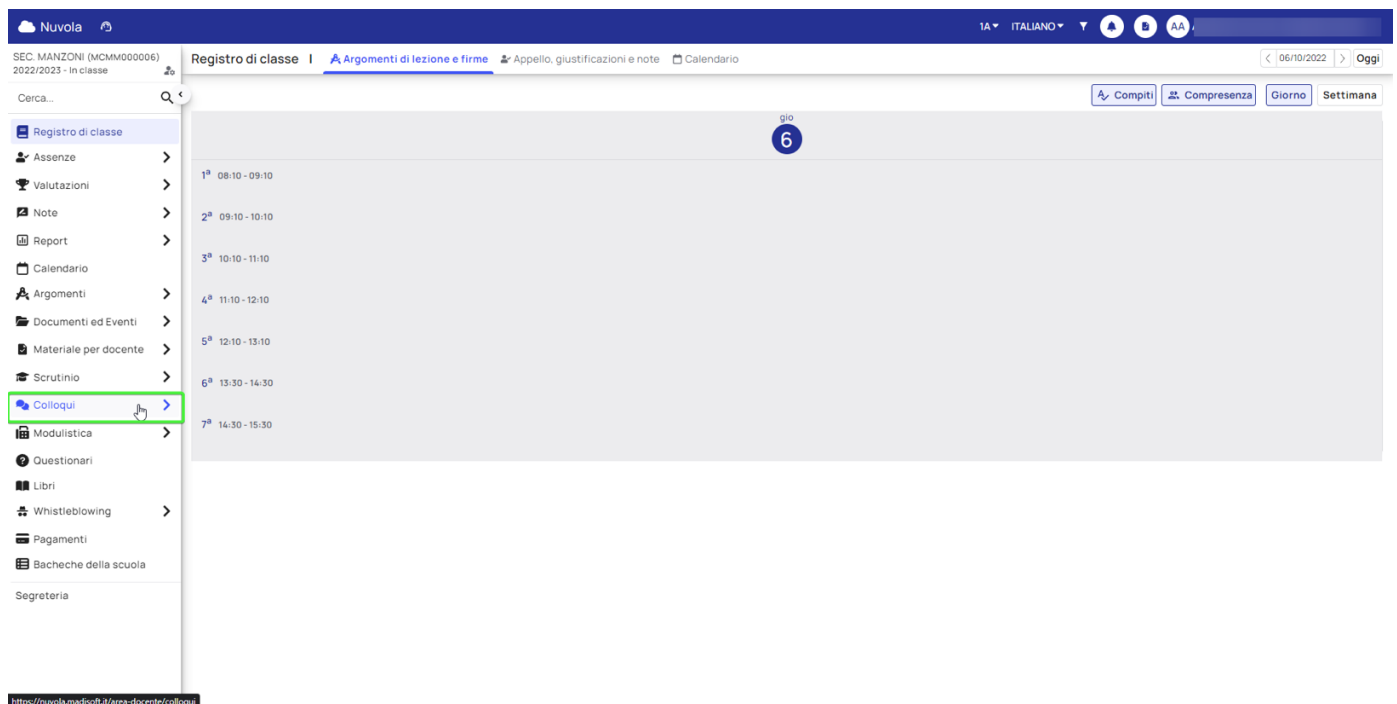 Nuvola
1A ITALIANO AA
SEC. MANZONI (MCMM000006)
2022/2023 - In classe
Registro di classe Argomenti di lezione e firme Appello, giustificazioni e note Calendario 06/10/2022 Oggi
Cerca...
Compiti Compresenza Giorno Settimana
Registro di classe
Assenze
Valutazioni
Note
Report
Calendario
Argomenti
Documenti ed Eventi
Materiale per docente
Scrutinio
Colloqui
Modulistica
Questionari
Libri
Whistleblowing
Pagamenti
Bacheche della scuola
Segreteria
gio
6
1ª 08:10 - 09:10
2ª 09:10 - 10:10
3ª 10:10 - 11:10
4ª 11:10 - 12:10
5ª 12:10 - 13:10
6ª 13:30 - 14:30
7ª 14:30 - 15:30
https://nuvola.madisoft.it/area-docente/colloqui